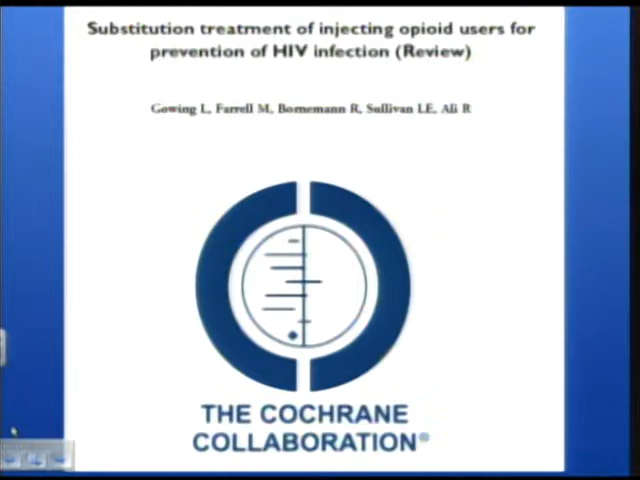 Substitution treatment of injecting opioid users for
prevention of HIV infection (Review)
Gowing L, Farrell M, Bornemann R, Sullivan LE, Ali R
THE COCHRANE
COLLABORATION®